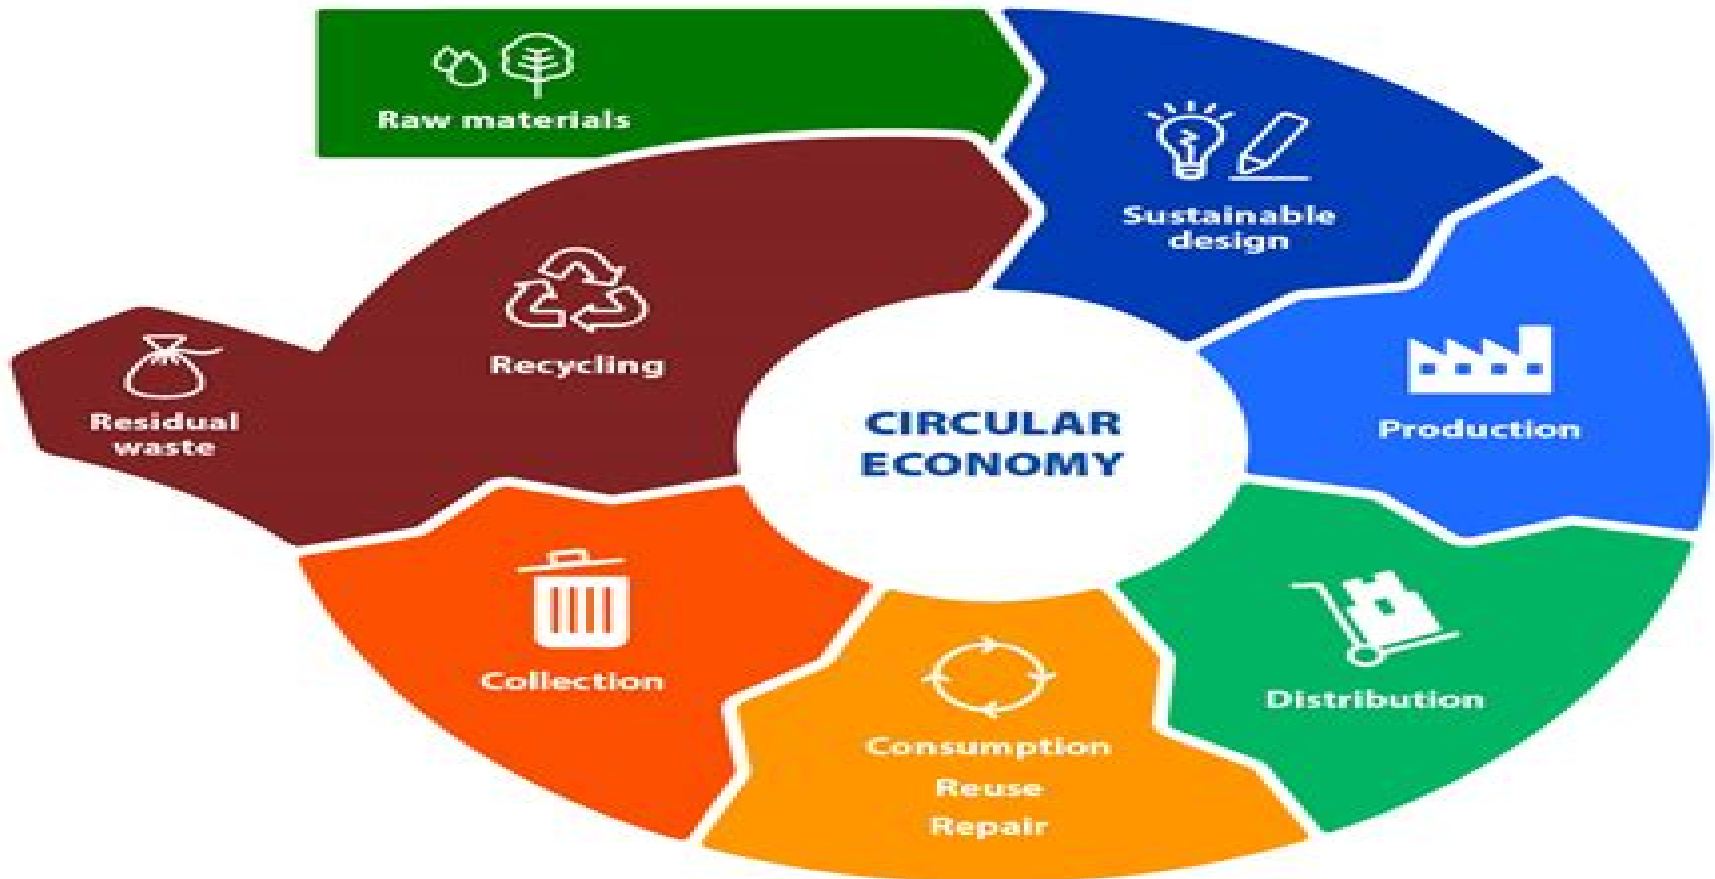 Raw materials
Sustainable
design
Production
Distribution
Consumption
Reuse
Repair
Collection
Recycling
Residual
waste
CIRCULAR
ECONOMY